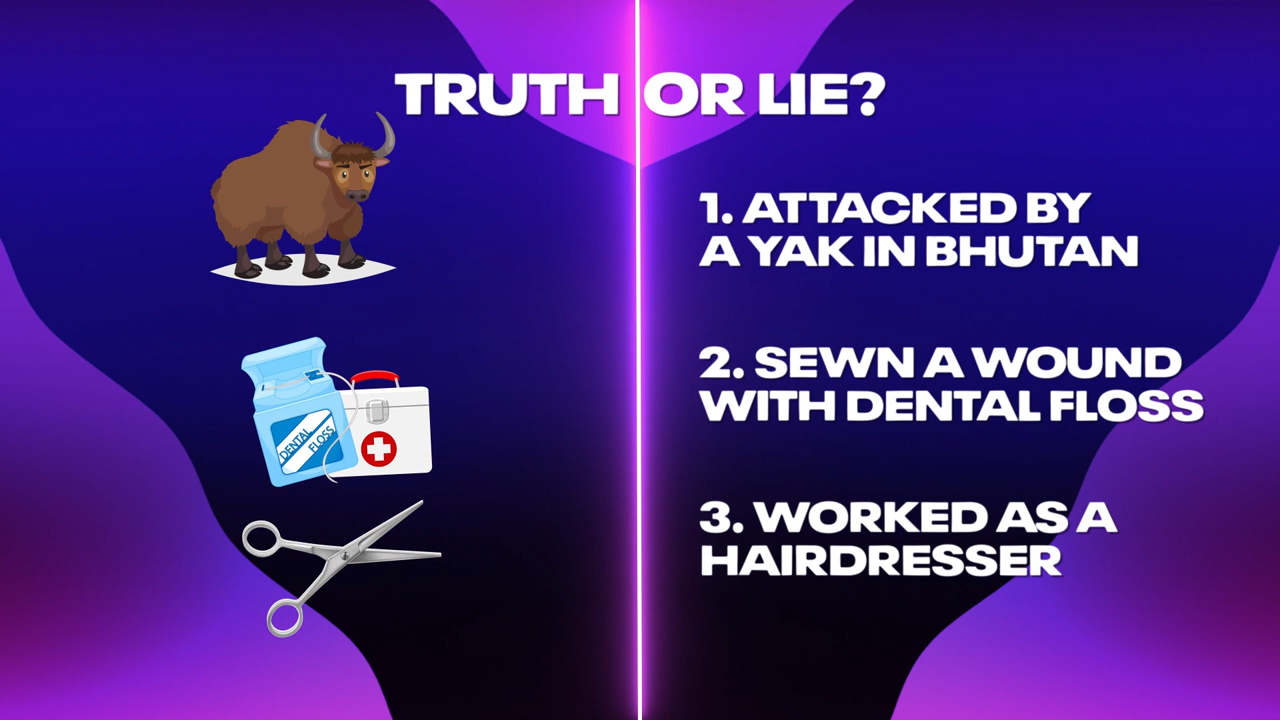 TRUTH OR LIE?
1. ATTACKED BY
A YAK IN BHUTAN
2. SEWN A WOUND
WITH DENTAL FLOSS
DENTAL
FLOSS
3. WORKED AS A
HAIRDRESSER